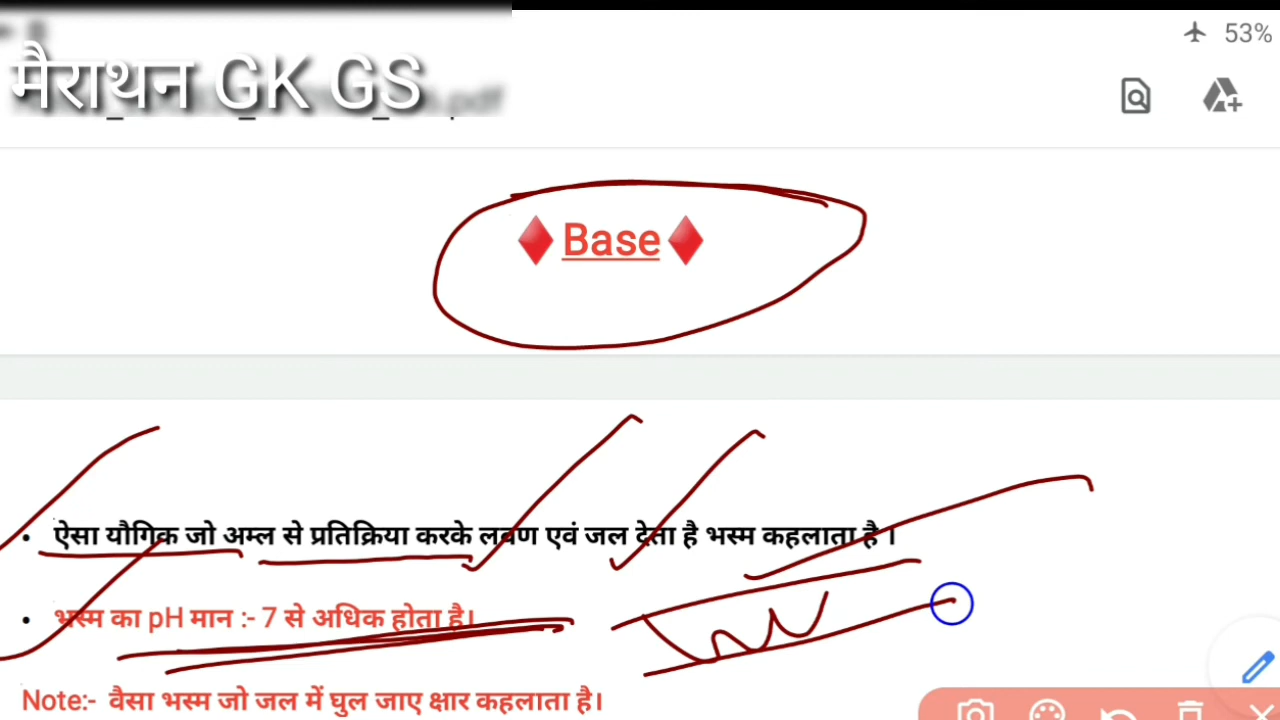 53%
मैराथन GK GS
.pdf
♦Base♦
• ऐसा यौगिक जो अम्ल से प्रतिक्रिया करके लवण एवं जल देता है भस्म कहलाता है ।
• भस्म का pH मान :- 7 से अधिक होता है।
Note:- वैसा भस्म जो जल में घुल जाए क्षार कहलाता है।